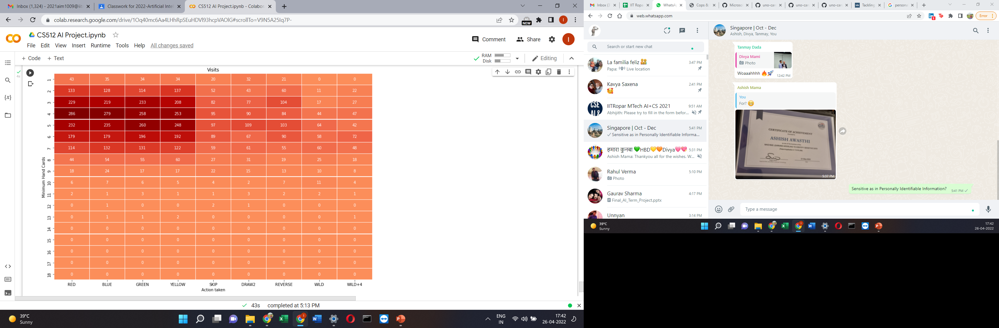 Inbox (1,324) - 2021aim1009@iit
Classwork for 2022-Artificial Intel
CS512 AI Project.ipynb - Colabor
colab.research.google.com/drive/1Oq40mc6Aa4LHhRpSEuHDVl93hcpVAOlG#scrollTo=V9N5A25Iq7P-
NEW
I
CS512 AI Project.ipynb
Comment
Share
I
File Edit View Insert Runtime Tools Help All changes saved
+ Code + Text
RAM
Disk
Editing
4s
Visits
1 43 35 34 34 20 32 21 0 0
2 133 128 114 137 52 43 60 11 22
3 229 219 233 208 82 77 104 17 27
4 286 279 258 253 95 90 84 44 47
5 232 235 260 248 97 109 103 64 42
6 179 179 196 192 89 67 90 58 72
7 114 132 131 122 59 61 55 60 48
8 44 54 55 60 27 31 19 25 18
9 18 24 17 17 22 15 13 10 8
10 6 7 6 5 4 2 7 11 4
11 2 1 3 1 1 3 2 2 1
12 0 1 0 0 2 1 0 0 0
13 0 1 1 2 0 0 0 0 1
14 0 0 0 0 0 0 0 0 0
15 0 0 0 0 0 0 0 0 0
16 0 0 0 0 0 0 0 0 0
17 0 0 0 0 0 0 0 0 0
18 0 0 0 0 0 0 0 0 0
Minimum Hand Cards
RED BLUE GREEN YELLOW SKIP DRAW2 REVERSE WILD WILD+4
Action taken
43s completed at 5:13 PM
39°C
Sunny
ENG
IN
17:42
26-04-2022
Inbox (3
IIT Ropa
WhatsA
Cops &
Microso
uno-car
uno-car
uno-car
Tackling
persona
web.whatsapp.com
Error
Search or start new chat
La familia feliz 3:47 PM
Papa: Live location
Kavya Saxena 2:41 PM
IITRopar MTech AI+CS 2021 9:51 AM
Abhijith: Please try to fill in the form befor...
Singapore | Oct - Dec 5:41 PM
Sensitive as in Personally Identifiable Informa...
हमारा कुनबा 💚HBD💛🧡Divya💗💖 5:31 PM
Ashish Mama: Thankyou all for the wishes. W...
Rahul Verma 5:10 PM
Photo
Gaurav Sharma 4:17 PM
Final_AI_Term_Project.pptx
Unnyan 3:14 PM
Singapore | Oct - Dec
Ashish, Divya, Tanmay, You
Tanmay Dada
Divya Mami
Photo
Woaaahhhh 🔥🚀 12:42 PM
Ashish Mama
You
For? 😁
citi
CERTIFICATE OF ACHIEVEMENT
ASHISH AWASTHI
MACHINE LEARNING MODELING TO IDENTIFY SENSITIVE DATA
5:37 PM
Sensitive as in Personally Identifiable Information? 5:41 PM
Type a message
39°C
Sunny
17:42
26-04-2022